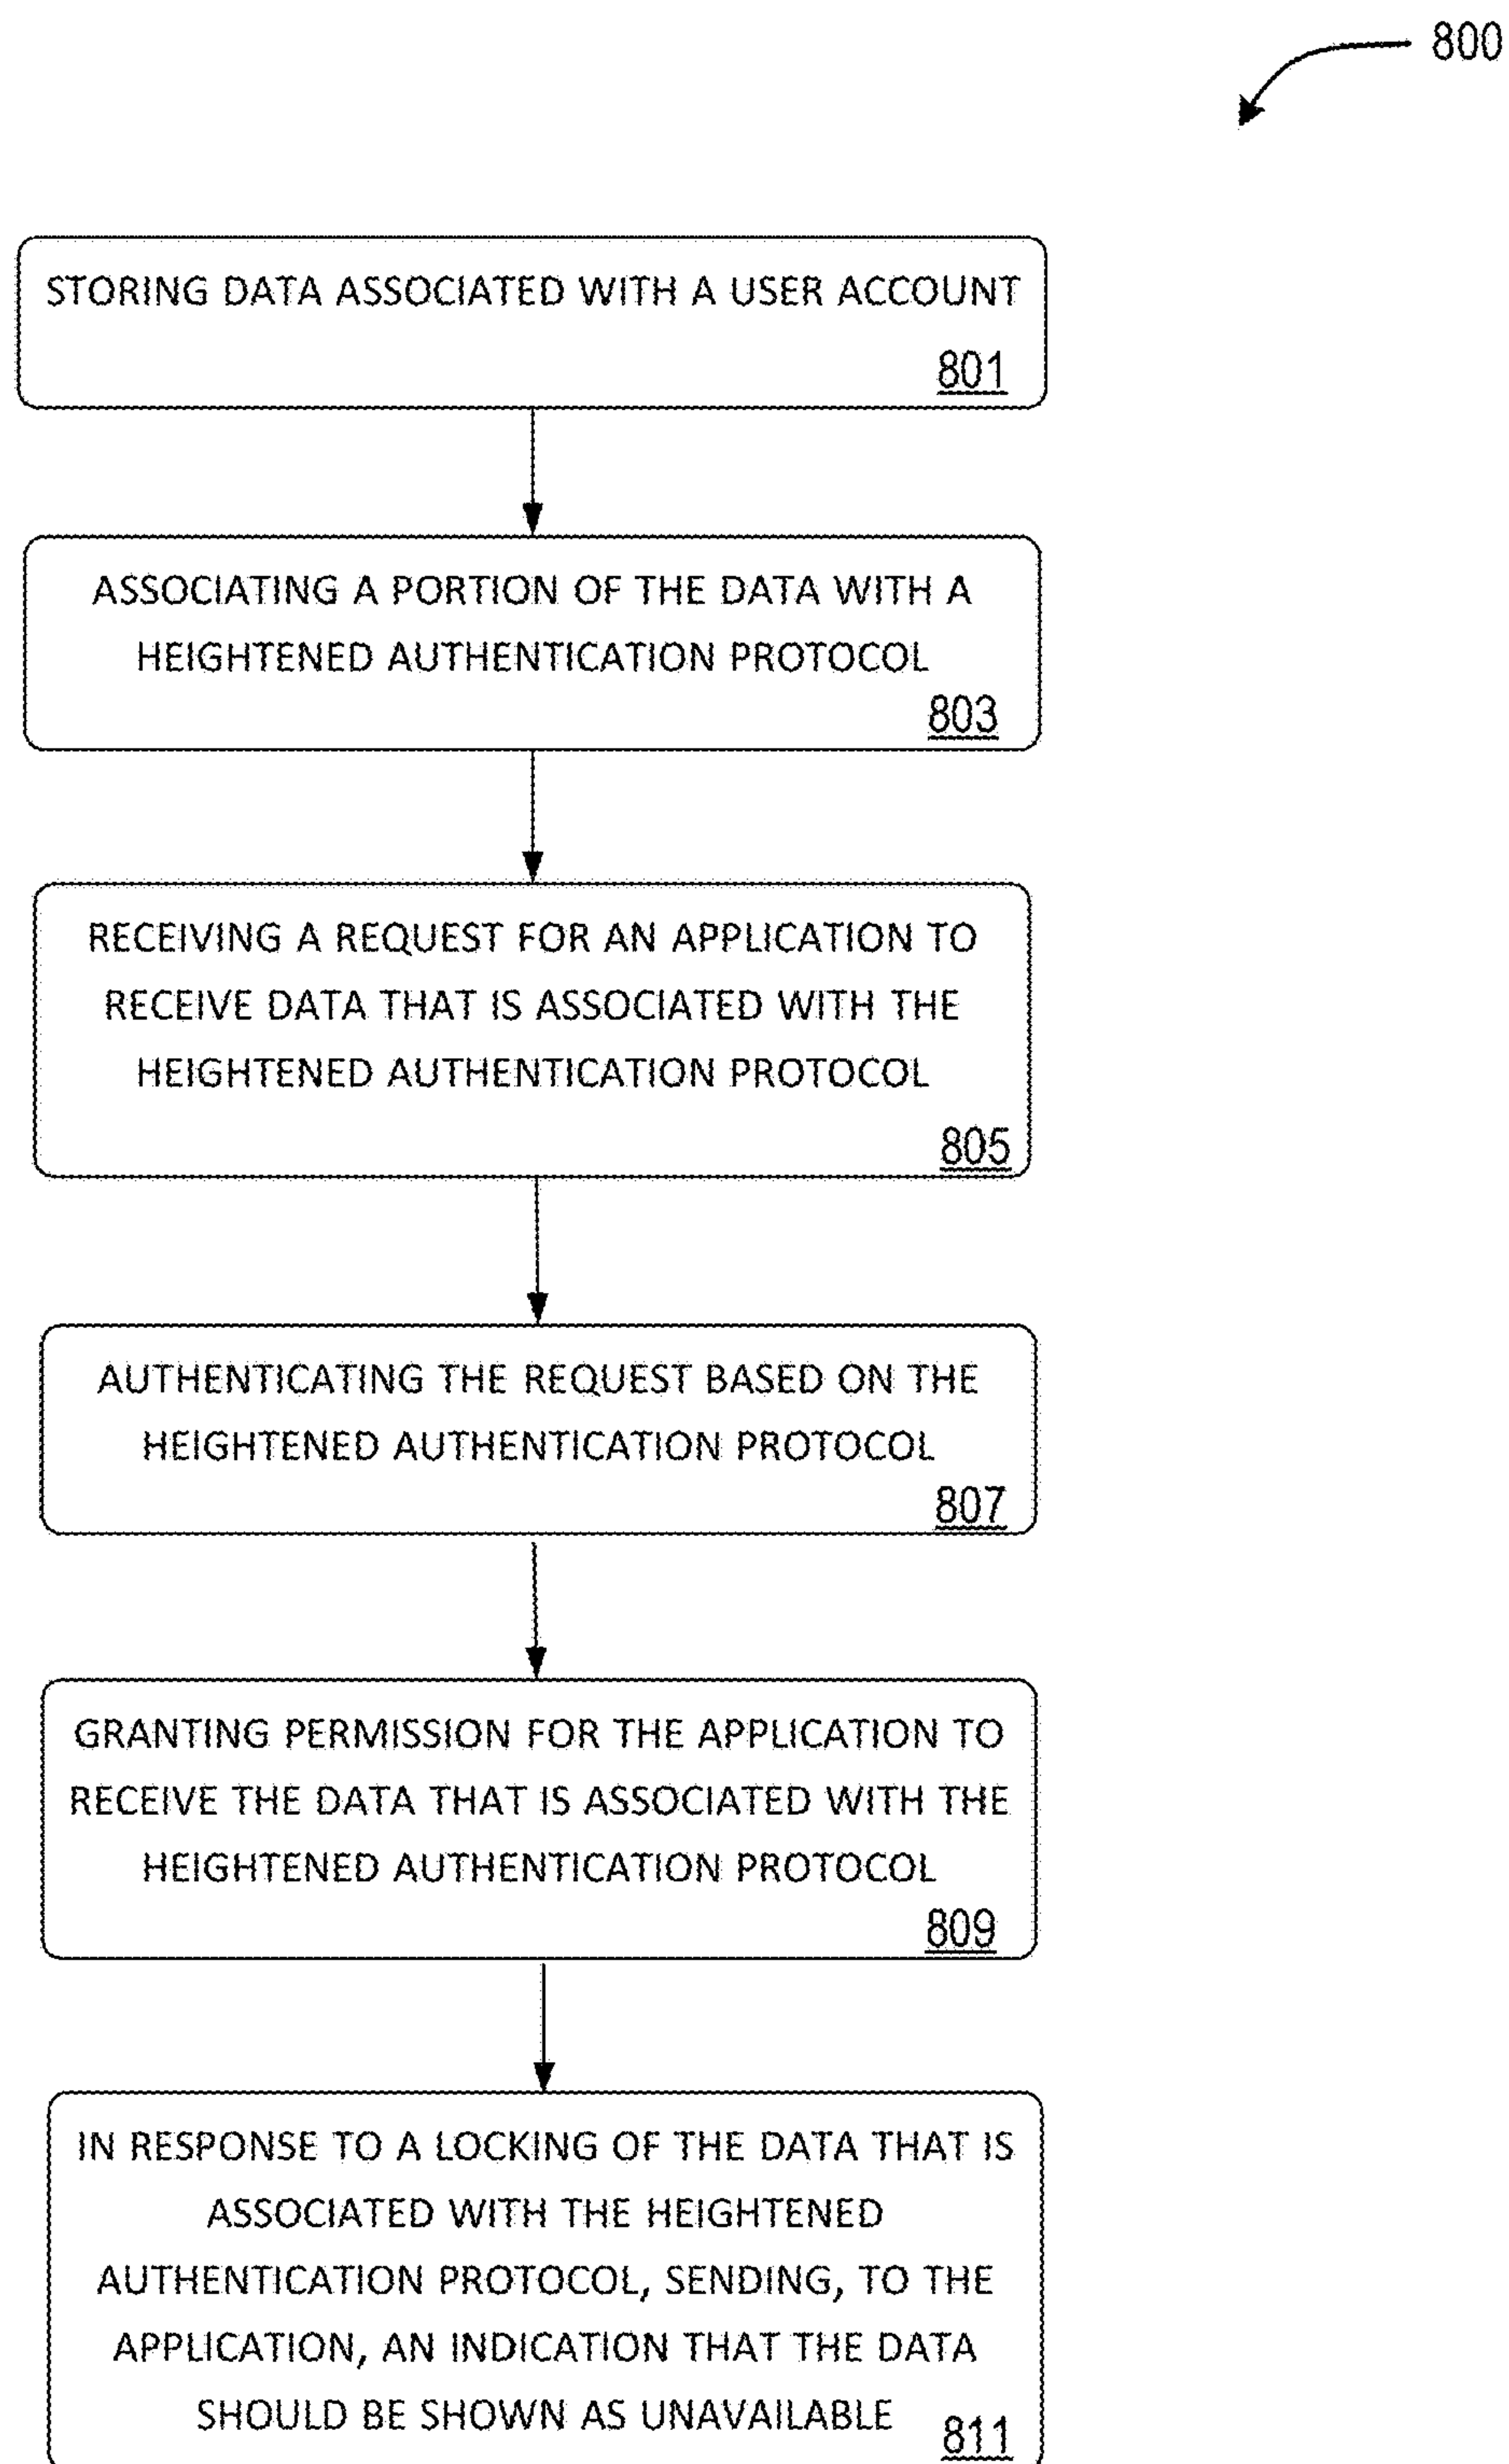 800
STORING DATA ASSOCIATED WITH A USER ACCOUNT
801
ASSOCIATING A PORTION OF THE DATA WITH A
HEIGHTENED AUTHENTICATION PROTOCOL
803
RECEIVING A REQUEST FOR AN APPLICATION TO
RECEIVE DATA THAT IS ASSOCIATED WITH THE
HEIGHTENED AUTHENTICATION PROTOCOL
805
AUTHENTICATING THE REQUEST BASED ON THE
HEIGHTENED AUTHENTICATION PROTOCOL
807
GRANTING PERMISSION FOR THE APPLICATION TO
RECEIVE THE DATA THAT IS ASSOCIATED WITH THE
HEIGHTENED AUTHENTICATION PROTOCOL
809
IN RESPONSE TO A LOCKING OF THE DATA THAT IS
ASSOCIATED WITH THE HEIGHTENED
AUTHENTICATION PROTOCOL, SENDING, TO THE
APPLICATION, AN INDICATION THAT THE DATA
SHOULD BE SHOWN AS UNAVAILABLE
811